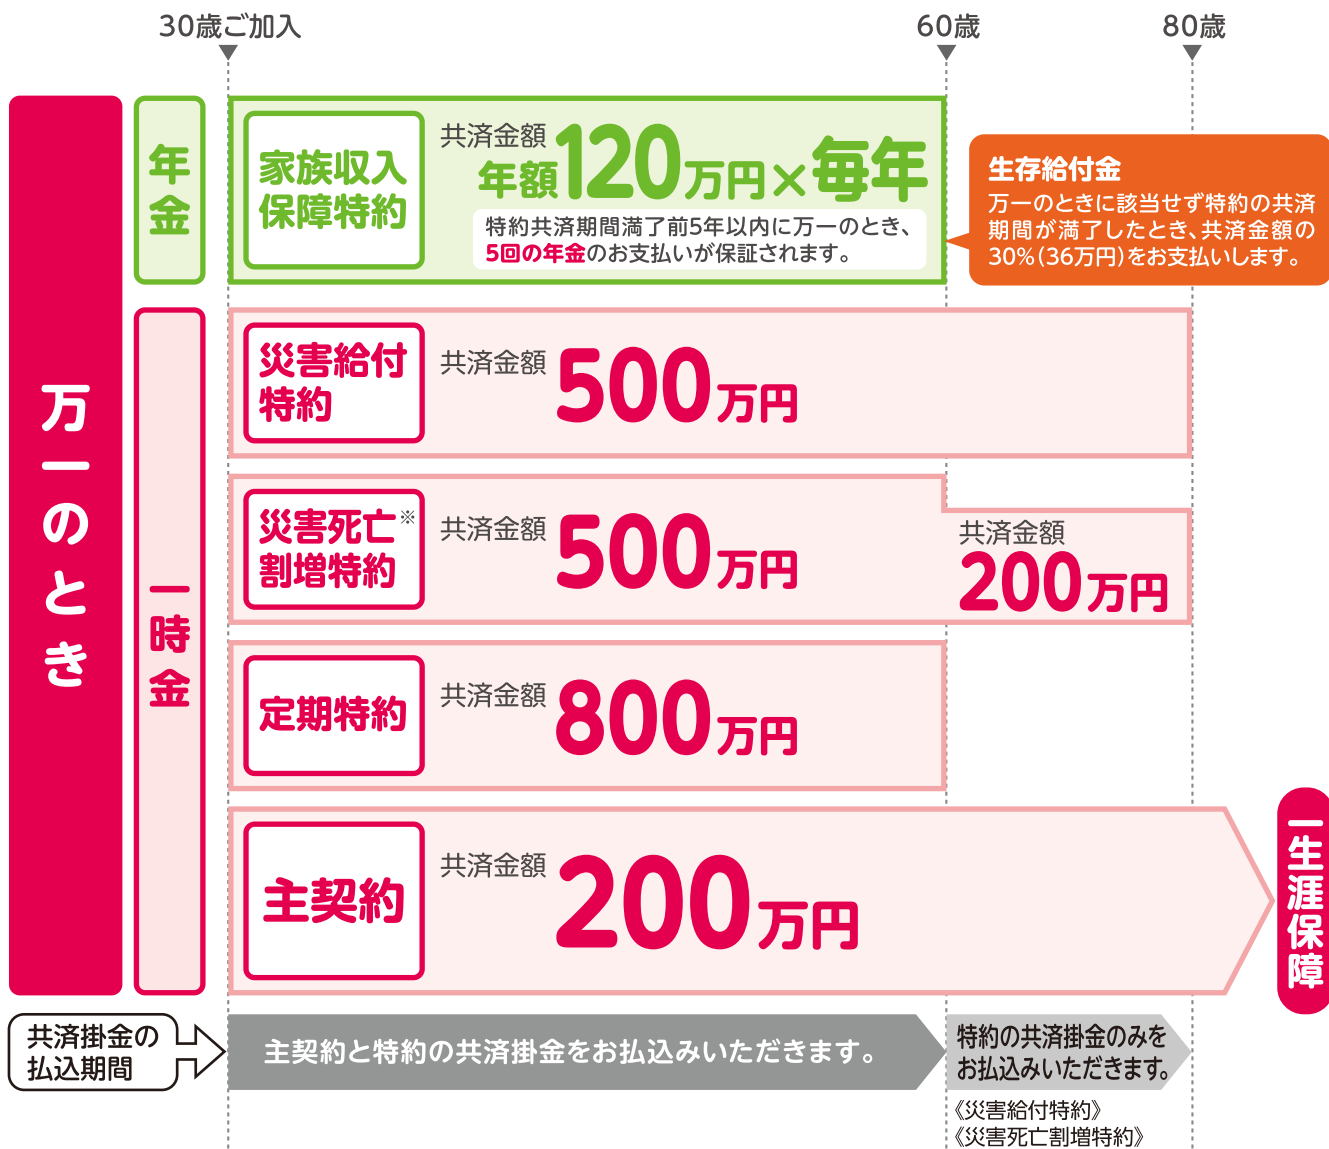 30歳ご加入
60歳
80歳
万一のとき
年金
家族収入
保障特約
共済金額
年額120万円×毎年
特約共済期間満了前5年以内に万一のとき、
5回の年金のお支払いが保証されます。
生存給付金
万一のときに該当せず特約の共済
期間が満了したとき、共済金額の
30%(36万円)をお支払いします。
一時金
災害給付
特約
共済金額
500万円
災害死亡※
割増特約
共済金額
500万円
共済金額
200万円
定期特約
共済金額
800万円
主契約
共済金額
200万円
一生涯保障
共済掛金の
払込期間
主契約と特約の共済掛金をお払込みいただきます。
特約の共済掛金のみを
お払込みいただきます。
《災害給付特約》
《災害死亡割増特約》